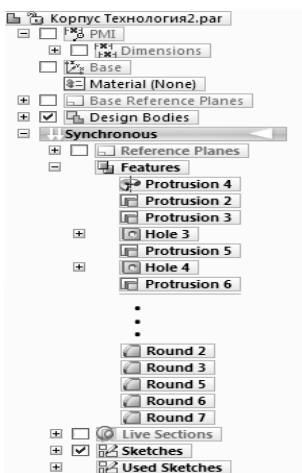 Корпус Технология2.par
PMI
Dimensions
Base
Material (None)
Base Reference Planes
Design Bodies
Synchronous
Reference Planes
Features
Protrusion 4
Protrusion 2
Protrusion 3
Hole 3
Protrusion 5
Hole 4
Protrusion 6
Round 2
Round 3
Round 5
Round 6
Round 7
Live Sections
Sketches
Used Sketches